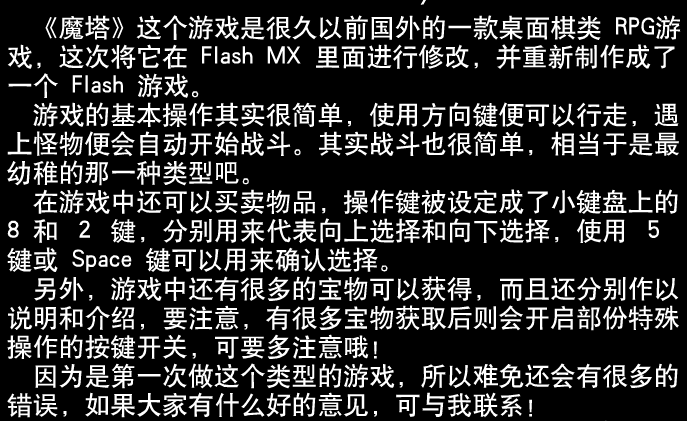 《魔塔》这个游戏是很久以前国外的一款桌面棋类 RPG游
戏，这次将它在 Flash MX 里面进行修改，并重新制作成了
一个 Flash 游戏。
游戏的基本操作其实很简单，使用方向键便可以行走，遇
上怪物便会自动开始战斗。其实战斗也很简单，相当于是最
幼稚的那一种类型吧。
在游戏中还可以买卖物品，操作键被设定成了小键盘上的
8 和 2 键，分别用来代表向上选择和向下选择，使用 5
键或 Space 键可以用来确认选择。
另外，游戏中还有很多的宝物可以获得，而且还分别作以
说明和介绍，要注意，有很多宝物获取后则会开启部份特殊
操作的按键开关，可要多注意哦！
因为是第一次做这个类型的游戏，所以难免还会有很多的
错误，如果大家有什么好的意见，可与我联系！